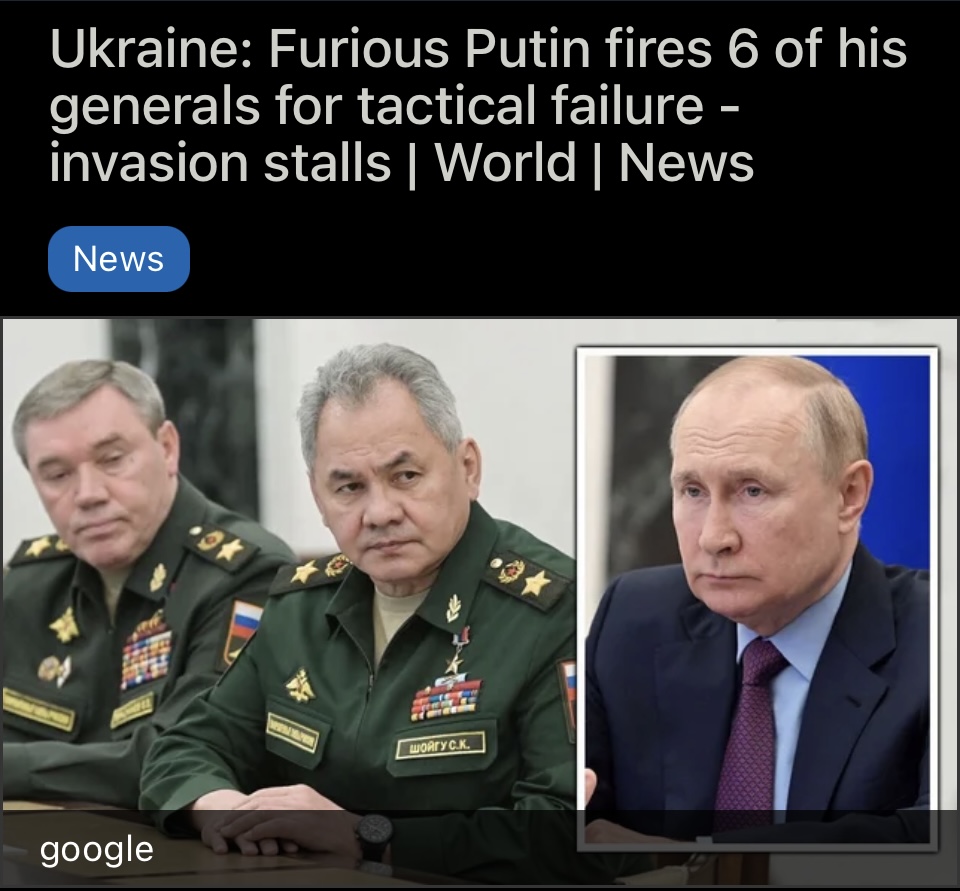 Ukraine: Furious Putin fires 6 of his
generals for tactical failure -
invasion stalls | World | News
News
ШОЙГУ С.К.
google